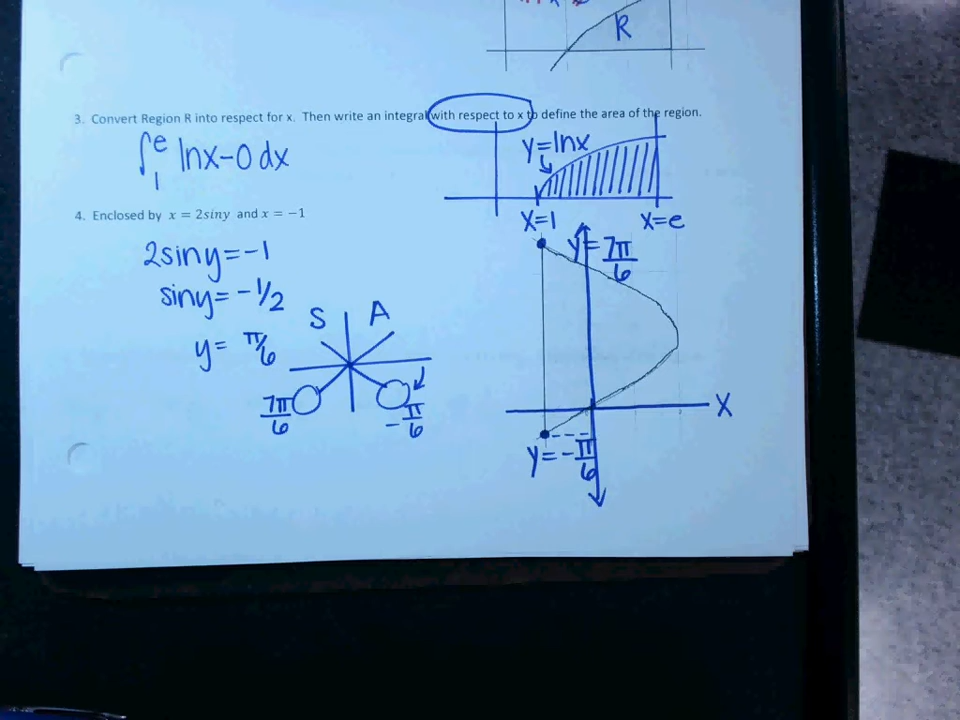 R
3. Convert Region R into respect for x. Then write an integral with respect to x to define the area of the region.
∫₁ᵉ lnx-0 dx
y=lnx
x=1
x=e
4. Enclosed by x = 2siny and x = −1
2siny=-1
siny= -1/2
y= π/6
S A
7π/6
-π/6
y=7π/6
X
y=-π/6